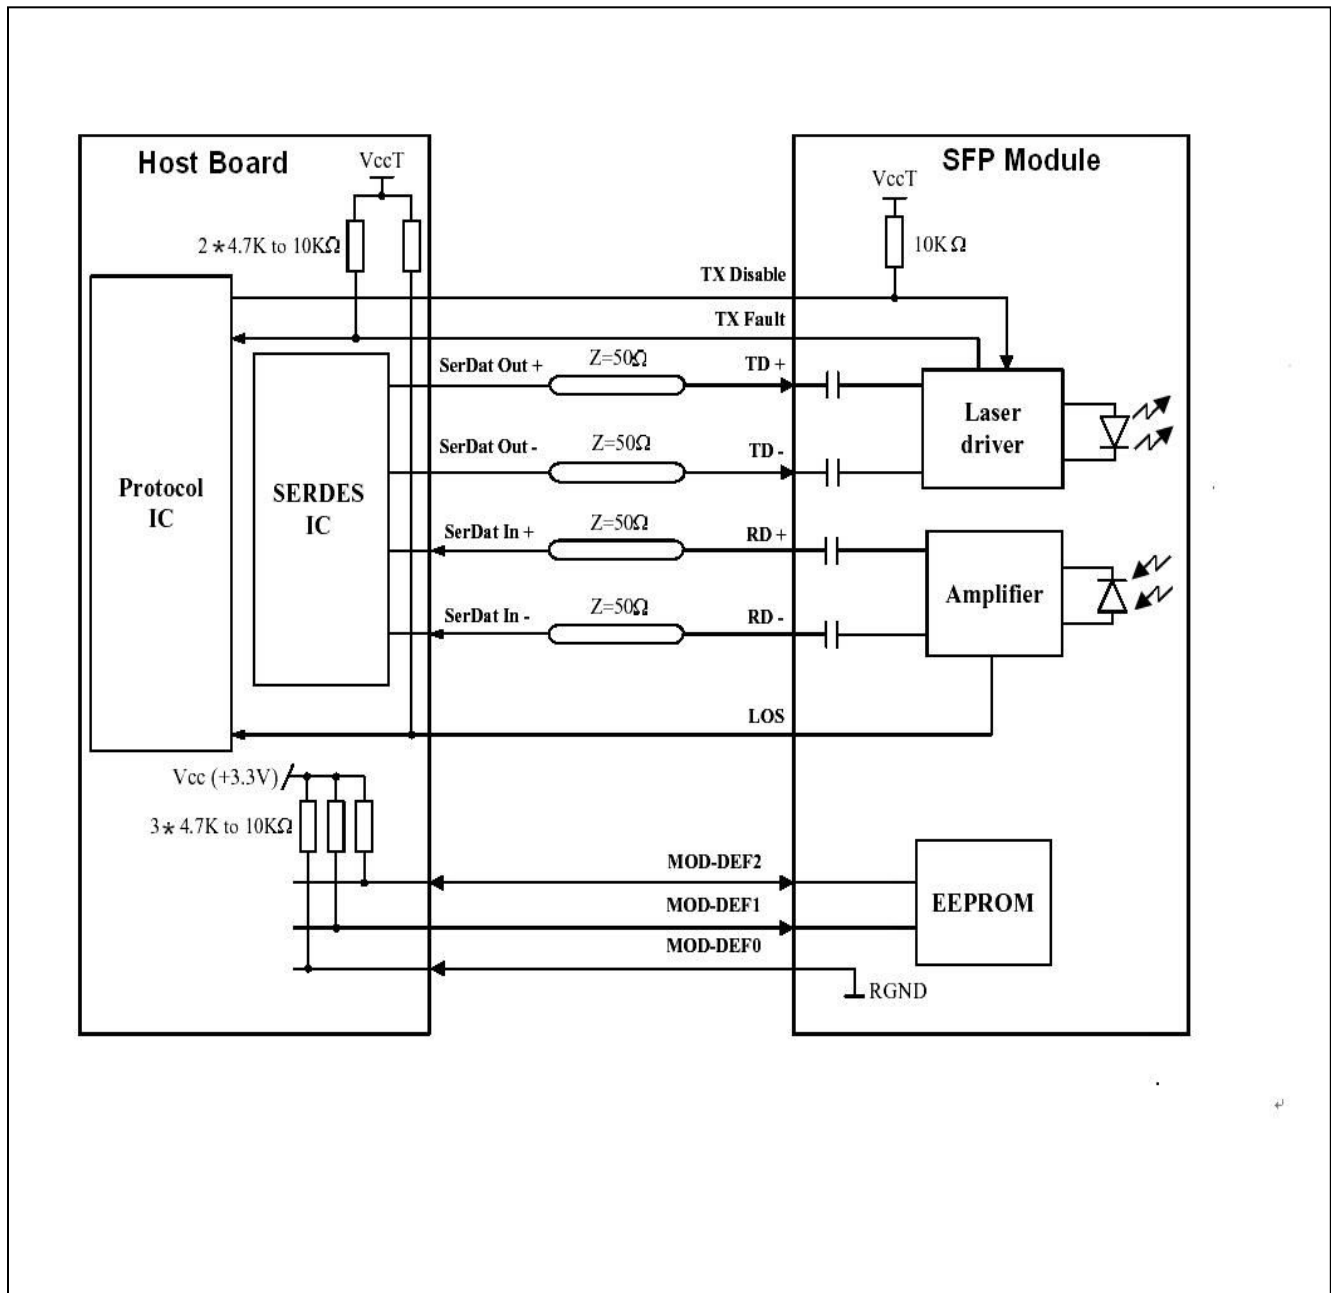 Host Board
VccT
2*4.7K to 10KΩ
SFP Module
VccT
10KΩ
TX Disable
TX Fault
SerDat Out +
Z=50Ω
TD +
SerDat Out -
Z=50Ω
TD -
SerDat In +
Z=50Ω
RD +
SerDat In -
Z=50Ω
RD -
LOS
Protocol
IC
SERDES
IC
Laser
driver
Amplifier
Vcc (+3.3V)
3*4.7K to 10KΩ
MOD-DEF2
MOD-DEF1
MOD-DEF0
EEPROM
RGND